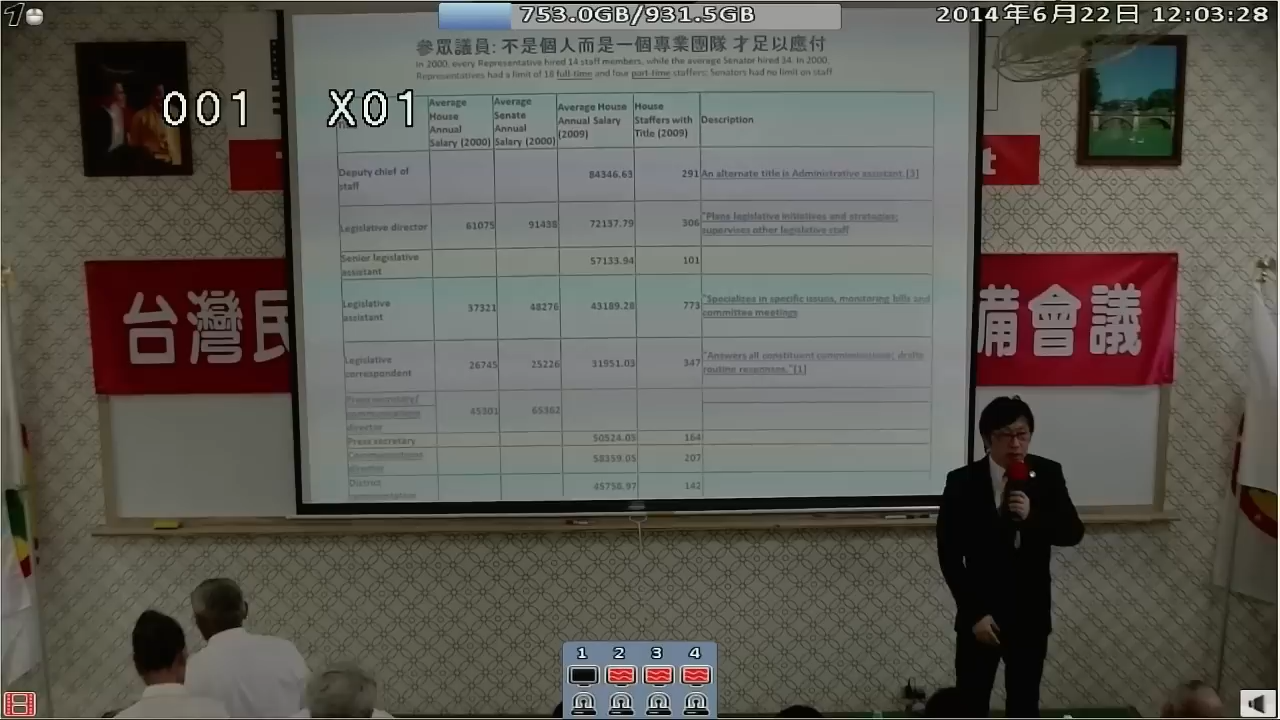 753.0GB/931.5GB
2014年6月22日 12:03:28
001 X01
參眾議員: 不是個人而是一個專業團隊 才足以應付
In 2000, every Representative hired 14 staff members, while the average Senator hired 34. In 2000,
Representatives had a limit of 18 full-time and four part-time staffers; Senators had no limit on staff
Average House Annual Salary (2000) Average Senate Annual Salary (2000) Average House Annual Salary (2009) House Staffers with Title (2009) Description
Deputy chief of staff 84346.63 291 An alternate title is Administrative assistant.[3]
Legislative director 61075 91438 72137.79 306 "Plans legislative initiatives and strategies; supervises other legislative staff
Senior legislative assistant 57133.94 101
Legislative assistant 37321 48276 43189.28 773 "Specializes in specific issues, monitoring bills and committee meetings
Legislative correspondent 26745 25226 31951.03 347 "Answers all constituent communications; drafts routine responses."[1]
Press secretary/ communications director 45301 65362
Press secretary 50524.03 164
Communications director 58359.05 207
District 45758.97 142
t
台灣民
備會議
1 2 3 4